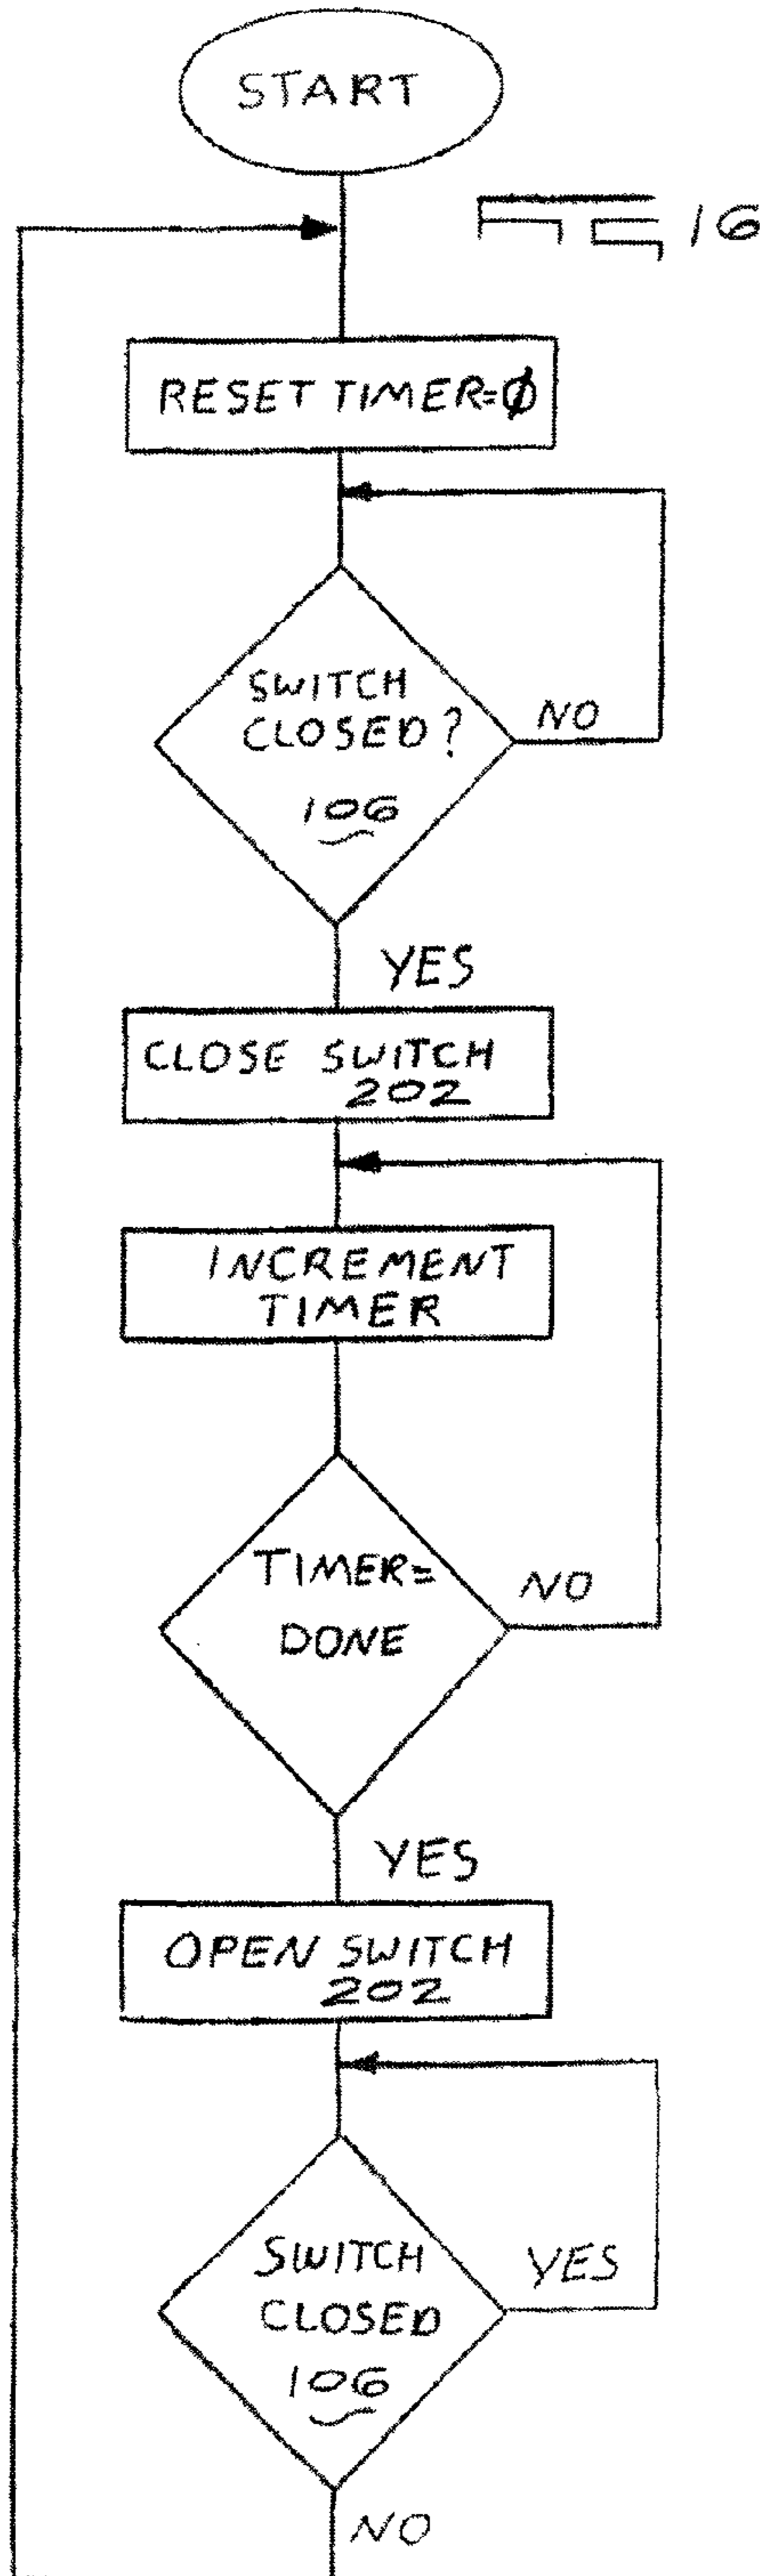 START
FIG 16
RESET TIMER=Ø
SWITCH
CLOSED?
106
NO
YES
CLOSE SWITCH
202
INCREMENT
TIMER
TIMER=
DONE
NO
YES
OPEN SWITCH
202
SWITCH
CLOSED
106
YES
NO